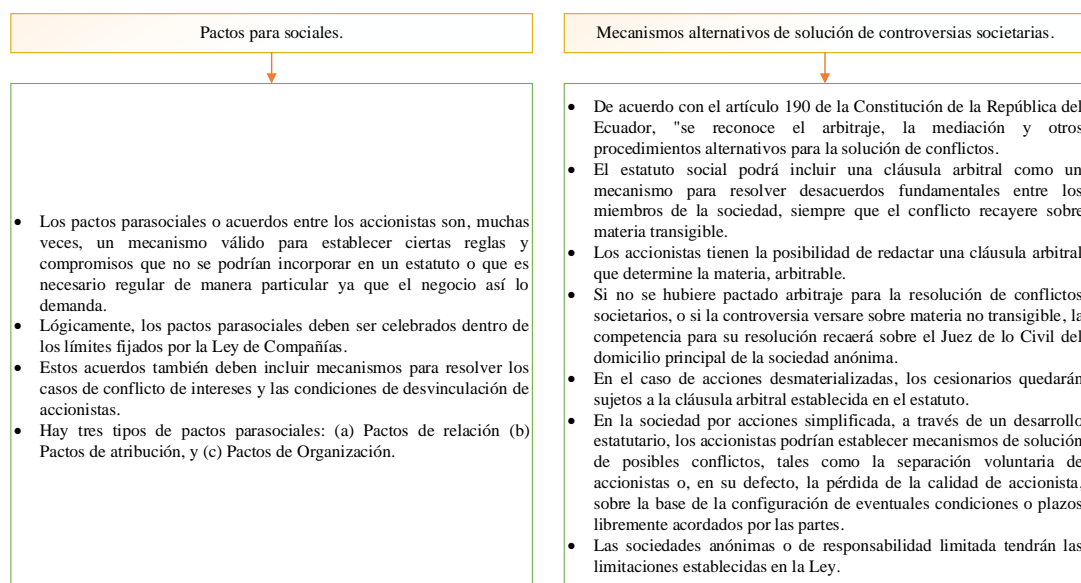 Pactos para sociales.
• Los pactos parasociales o acuerdos entre los accionistas son, muchas
veces, un mecanismo válido para establecer ciertas reglas y
compromisos que no se podrían incorporar en un estatuto o que es
necesario regular de manera particular ya que el negocio así lo
demanda.
• Lógicamente, los pactos parasociales deben ser celebrados dentro de
los límites fijados por la Ley de Compañías.
• Estos acuerdos también deben incluir mecanismos para resolver los
casos de conflicto de intereses y las condiciones de desvinculación de
accionistas.
• Hay tres tipos de pactos parasociales: (a) Pactos de relación (b)
Pactos de atribución, y (c) Pactos de Organización.
Mecanismos alternativos de solución de controversias societarias.
• De acuerdo con el artículo 190 de la Constitución de la República del
Ecuador, "se reconoce el arbitraje, la mediación y otros
procedimientos alternativos para la solución de conflictos.
• El estatuto social podrá incluir una cláusula arbitral como un
mecanismo para resolver desacuerdos fundamentales entre los
miembros de la sociedad, siempre que el conflicto recayere sobre
materia transigible.
• Los accionistas tienen la posibilidad de redactar una cláusula arbitral
que determine la materia, arbitrable.
• Si no se hubiere pactado arbitraje para la resolución de conflictos
societarios, o si la controversia versare sobre materia no transigible, la
competencia para su resolución recaerá sobre el Juez de lo Civil del
domicilio principal de la sociedad anónima.
• En el caso de acciones desmaterializadas, los cesionarios quedarán
sujetos a la cláusula arbitral establecida en el estatuto.
• En la sociedad por acciones simplificada, a través de un desarrollo
estatutario, los accionistas podrían establecer mecanismos de solución
de posibles conflictos, tales como la separación voluntaria de
accionistas o, en su defecto, la pérdida de la calidad de accionista,
sobre la base de la configuración de eventuales condiciones o plazos
libremente acordados por las partes.
• Las sociedades anónimas o de responsabilidad limitada tendrán las
limitaciones establecidas en la Ley.